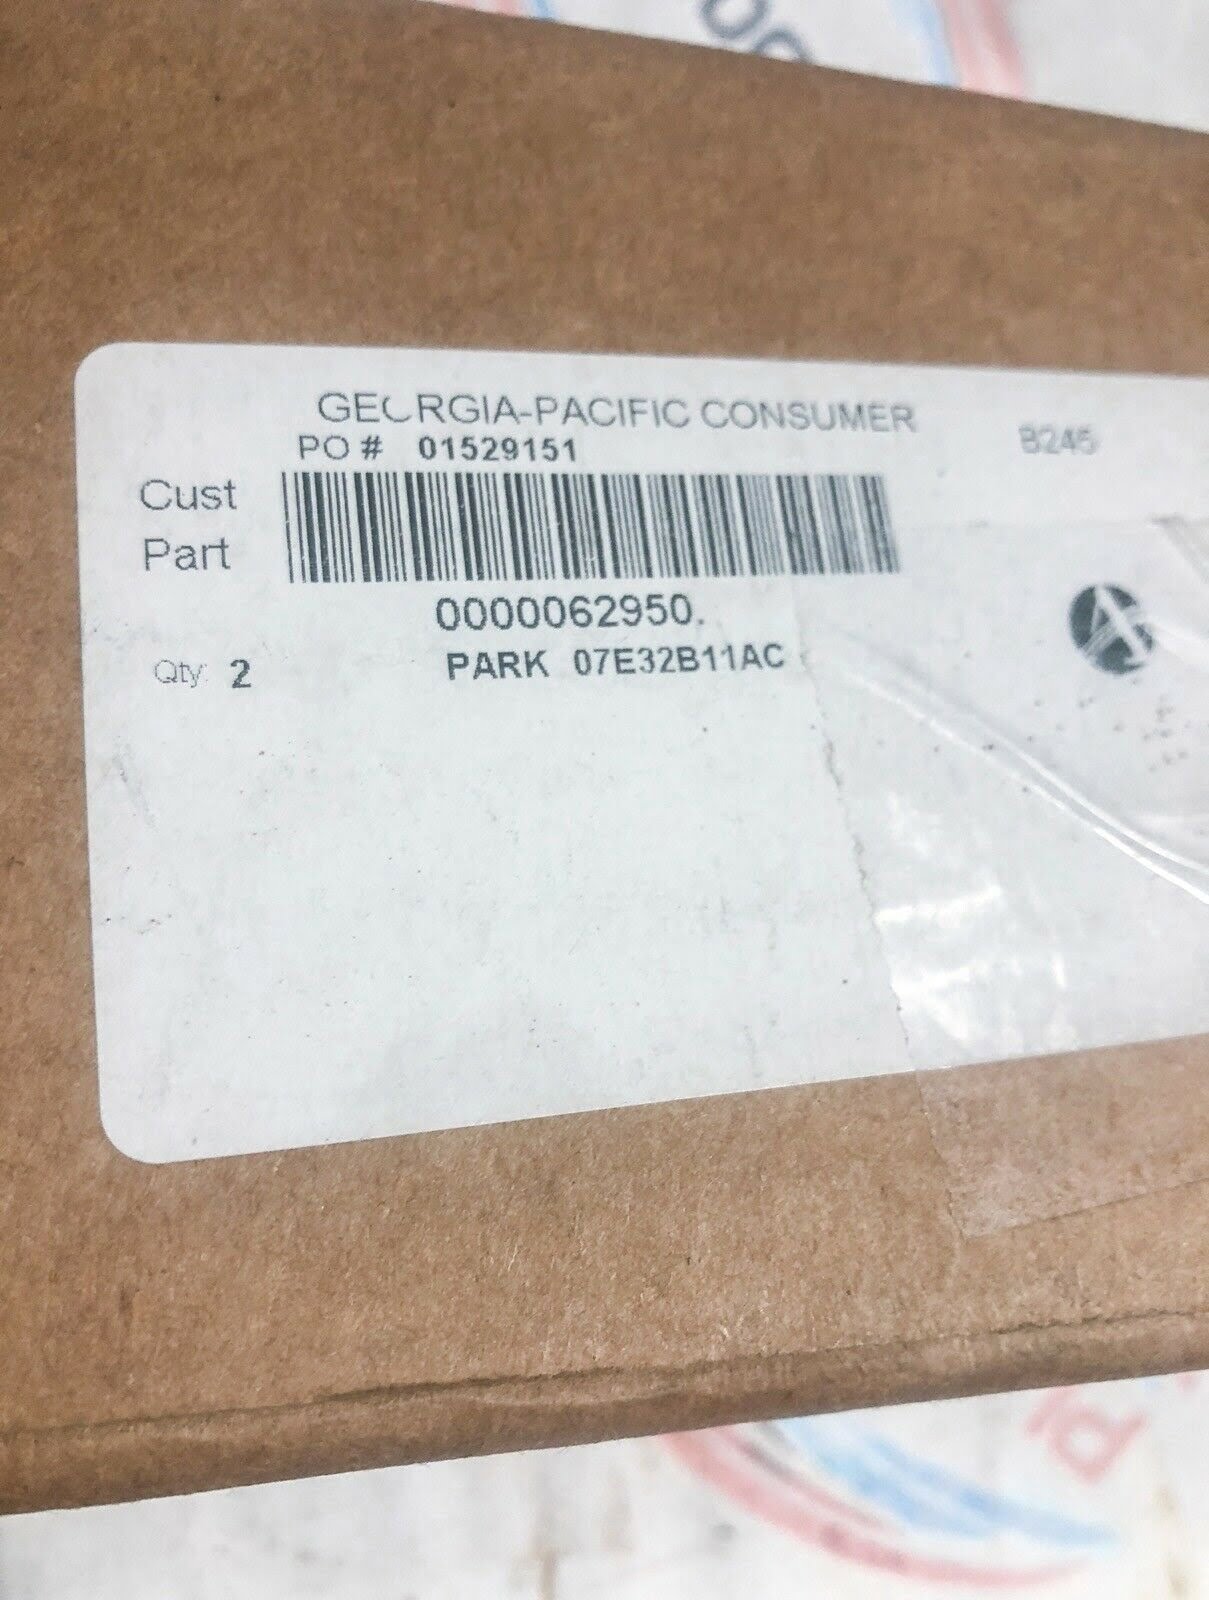 GEORGIA-PACIFIC CONSUMER
B245
PO # 01529151
Cust
Part
0000062950.
Qty: 2 PARK 07E32B11AC